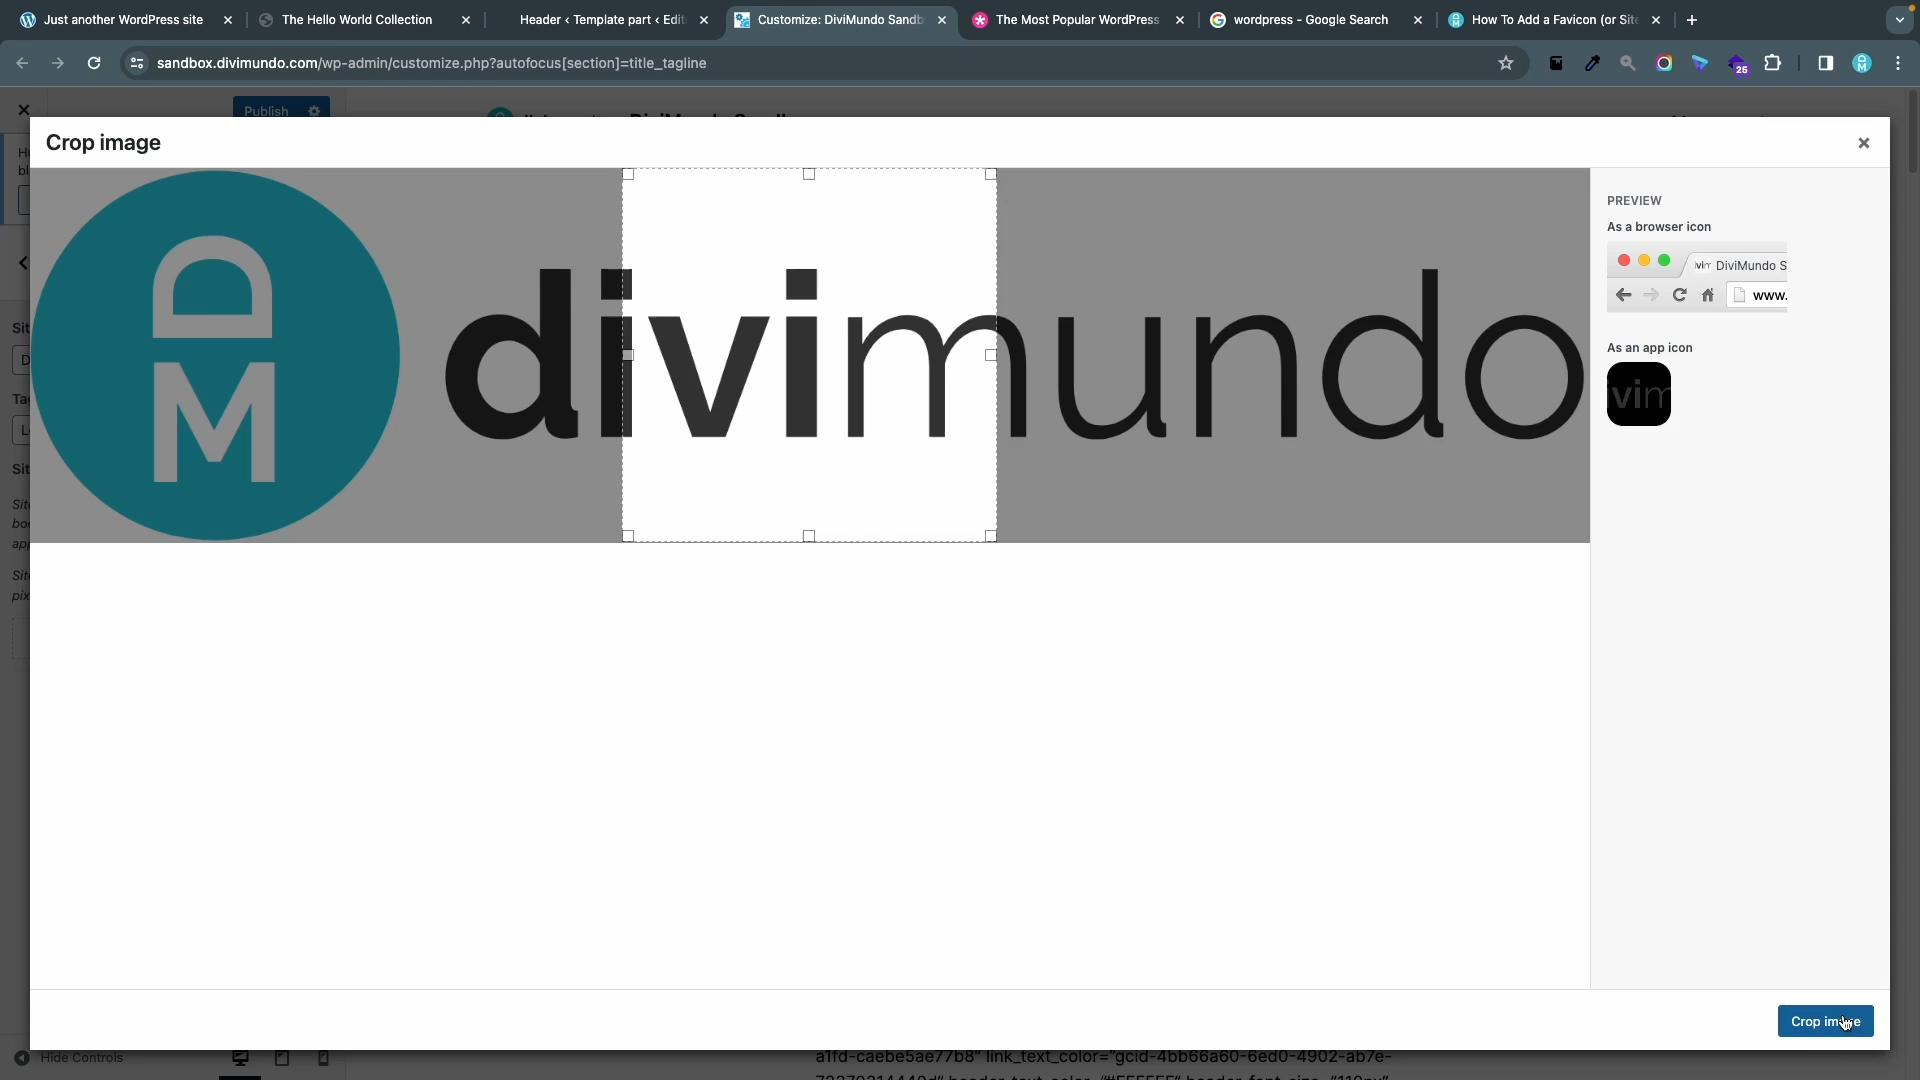 Just another WordPress site
The Hello World Collection
Header ‹ Template part ‹ Edit
Customize: DiviMundo Sandb
The Most Popular WordPress
wordpress - Google Search
How To Add a Favicon (or Site
sandbox.divimundo.com/wp-admin/customize.php?autofocus[section]=title_tagline
25
Publish
Crop image
DM
divimundo
PREVIEW
As a browser icon
DiviMundo S
www.
As an app icon
vim
Crop image
Hide Controls
a1fd-caebe5ae77b8" link_text_color="gcid-4bb66a60-6ed0-4902-ab7e-